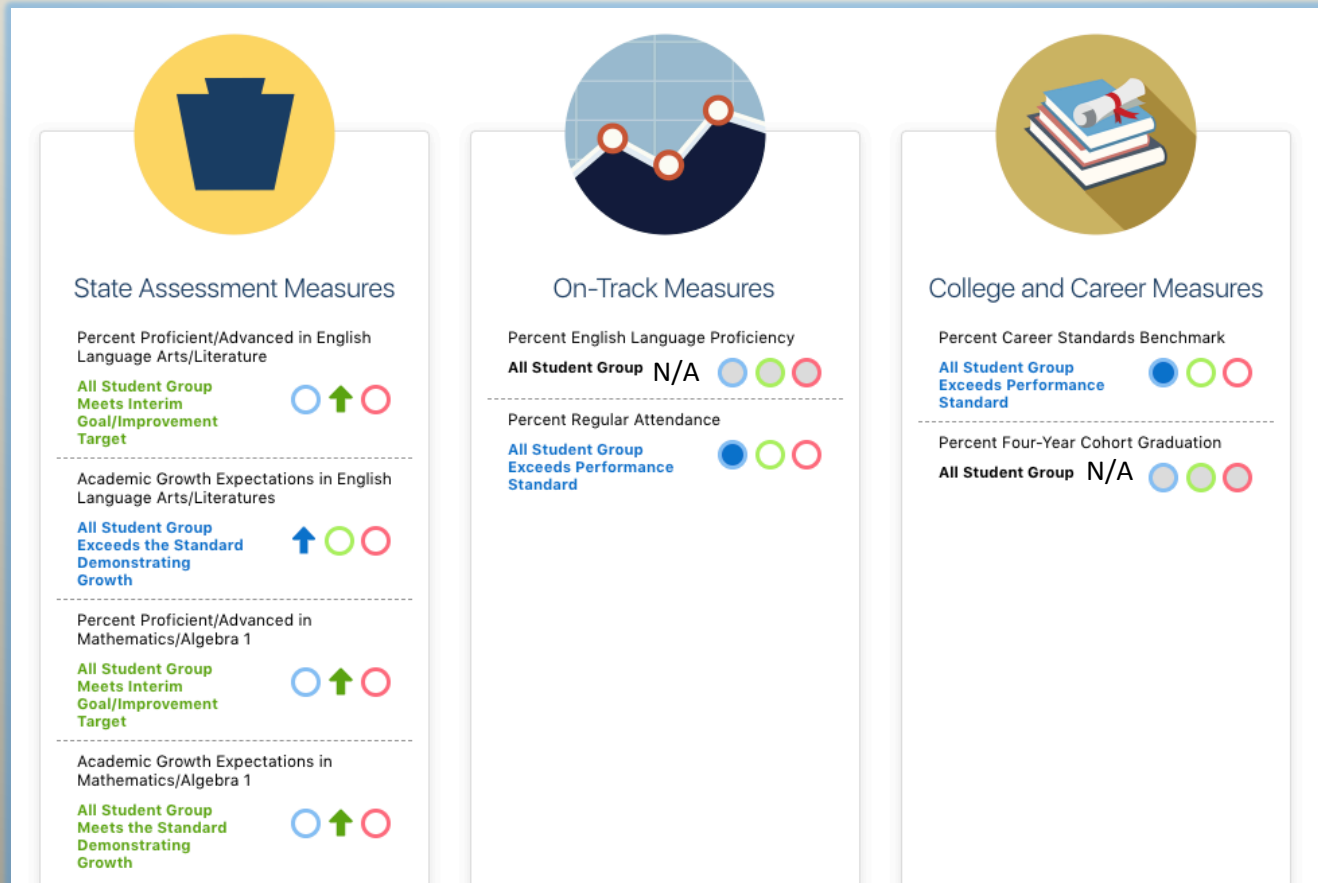 State Assessment Measures
Percent Proficient/Advanced in English
Language Arts/Literature
All Student Group
Meets Interim
Goal/Improvement
Target
Academic Growth Expectations in English
Language Arts/Literatures
All Student Group
Exceeds the Standard
Demonstrating
Growth
Percent Proficient/Advanced in
Mathematics/Algebra 1
All Student Group
Meets Interim
Goal/Improvement
Target
Academic Growth Expectations in
Mathematics/Algebra 1
All Student Group
Meets the Standard
Demonstrating
Growth
On-Track Measures
Percent English Language Proficiency
All Student Group N/A
Percent Regular Attendance
All Student Group
Exceeds Performance
Standard
College and Career Measures
Percent Career Standards Benchmark
All Student Group
Exceeds Performance
Standard
Percent Four-Year Cohort Graduation
All Student Group N/A